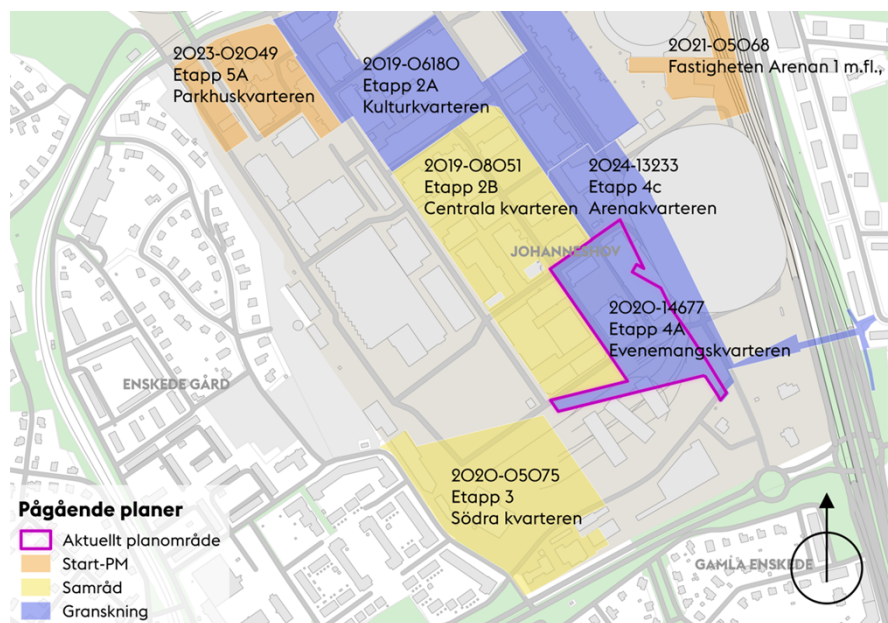 2023-02049
Etapp 5A
Parkhuskvarteren
2019-06180
Etapp 2A
Kulturkvarteren
2021-05068
Fastigheten Arenan 1 m.fl.,
2019-08051
Etapp 2B
Centrala kvarteren
2024-13233
Etapp 4c
Arenakvarteren
JOHANNESHOV
2020-14677
Etapp 4A
Evenemangskvarteren
ENSKEDE GÅRD
2020-05075
Etapp 3
Södra kvarteren
GAMLA ENSKEDE
Pågående planer
Aktuellt planområde
Start-PM
Samråd
Granskning